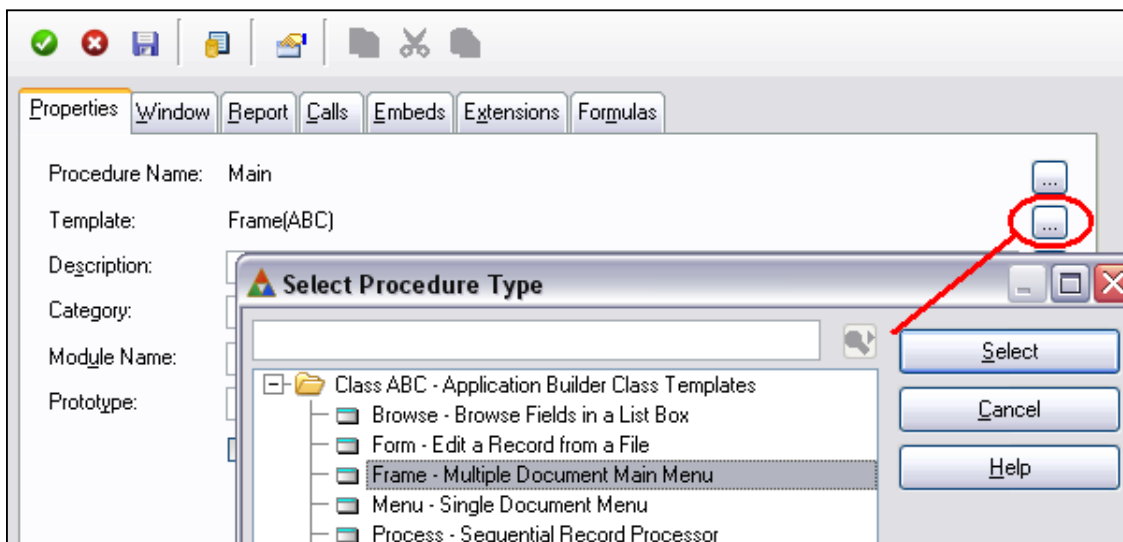 Properties Window Report Calls Embeds Extensions Formulas
Procedure Name: Main ...
Template: Frame(ABC) ...
Description:
Select Procedure Type
Category:
Module Name:
Select
Class ABC - Application Builder Class Templates
Prototype:
Browse - Browse Fields in a List Box
Cancel
Form - Edit a Record from a File
Frame - Multiple Document Main Menu
Help
Menu - Single Document Menu
Process - Sequential Record Processor